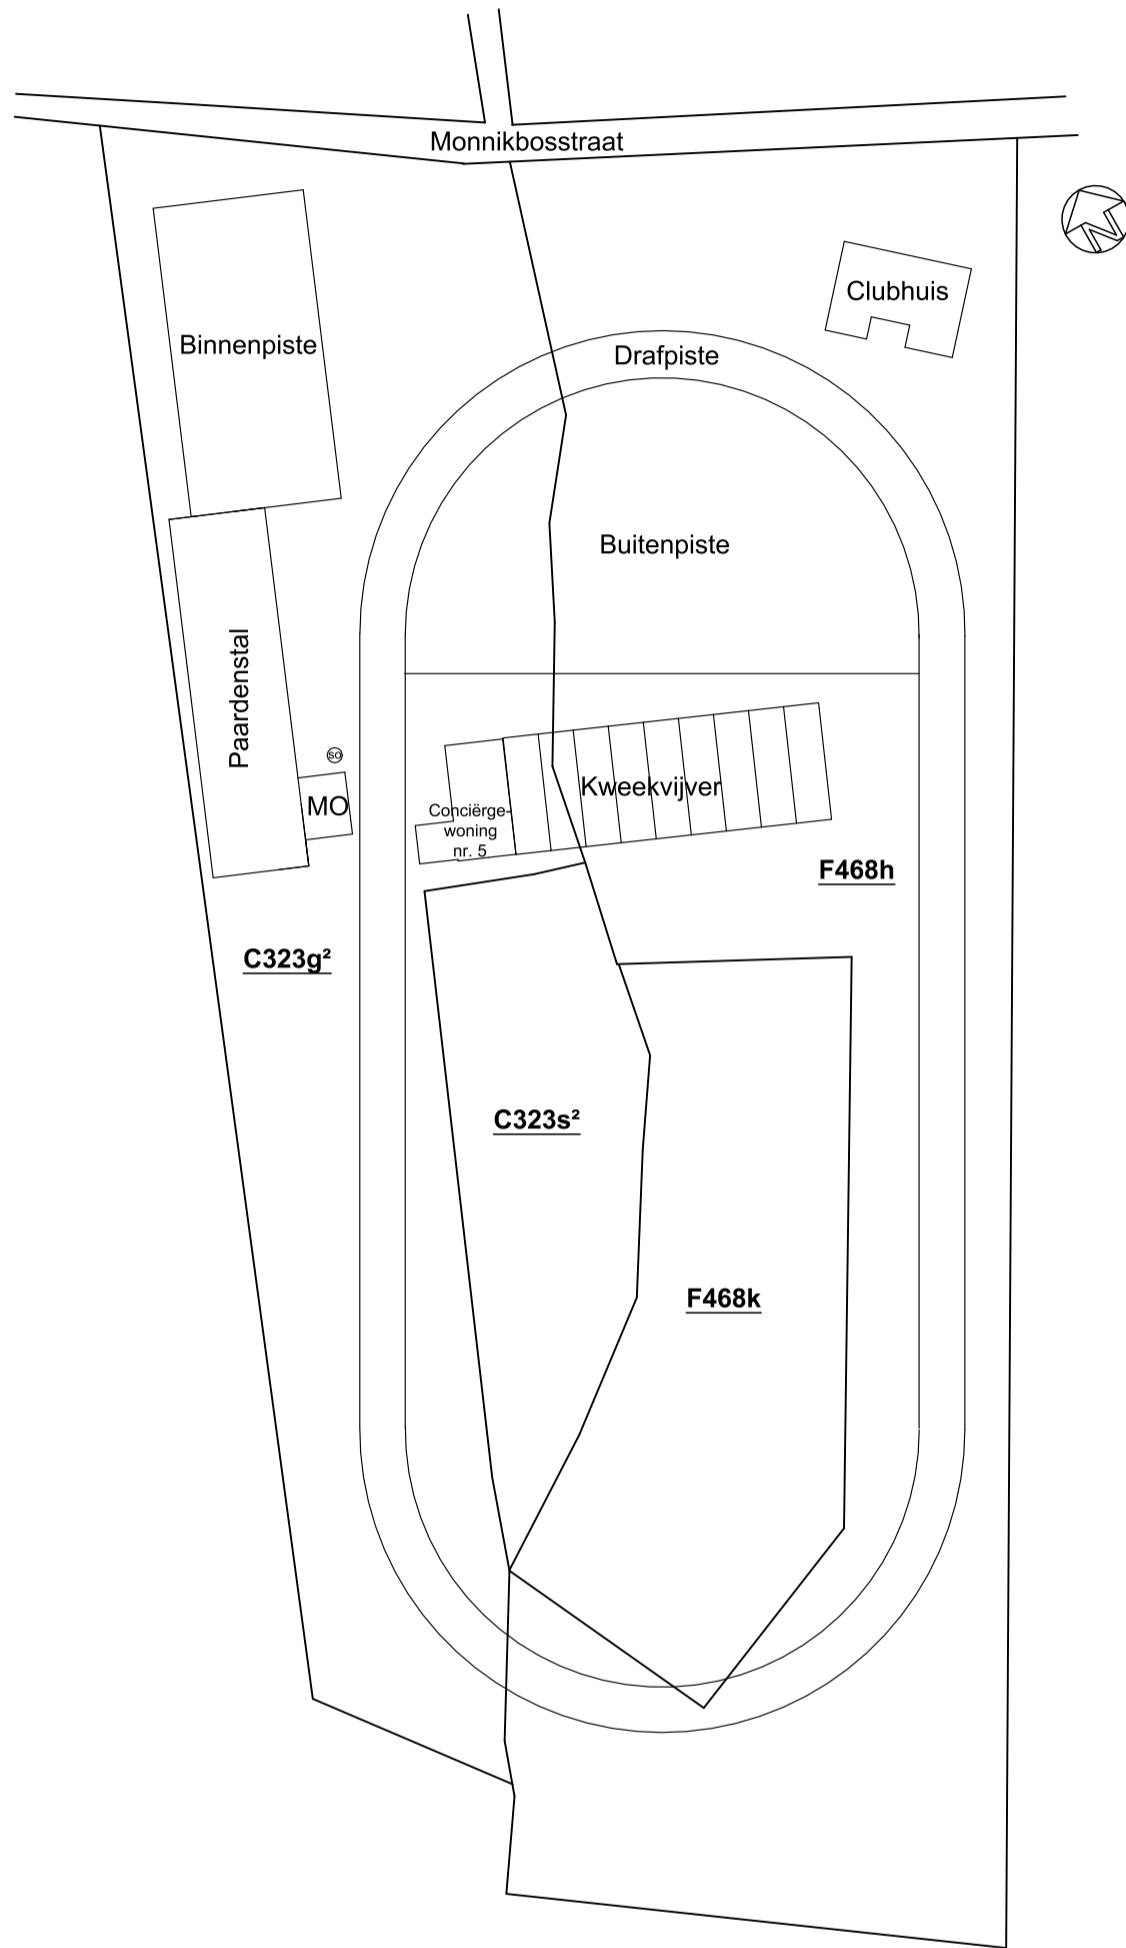 Monnikbosstraat
N
Clubhuis
Binnenpiste
Drafpiste
Buitenpiste
Paardenstal
so
MO
Kweekvijver
Conciërge-
woning
nr. 5
F468h
C323g²
C323s²
F468k